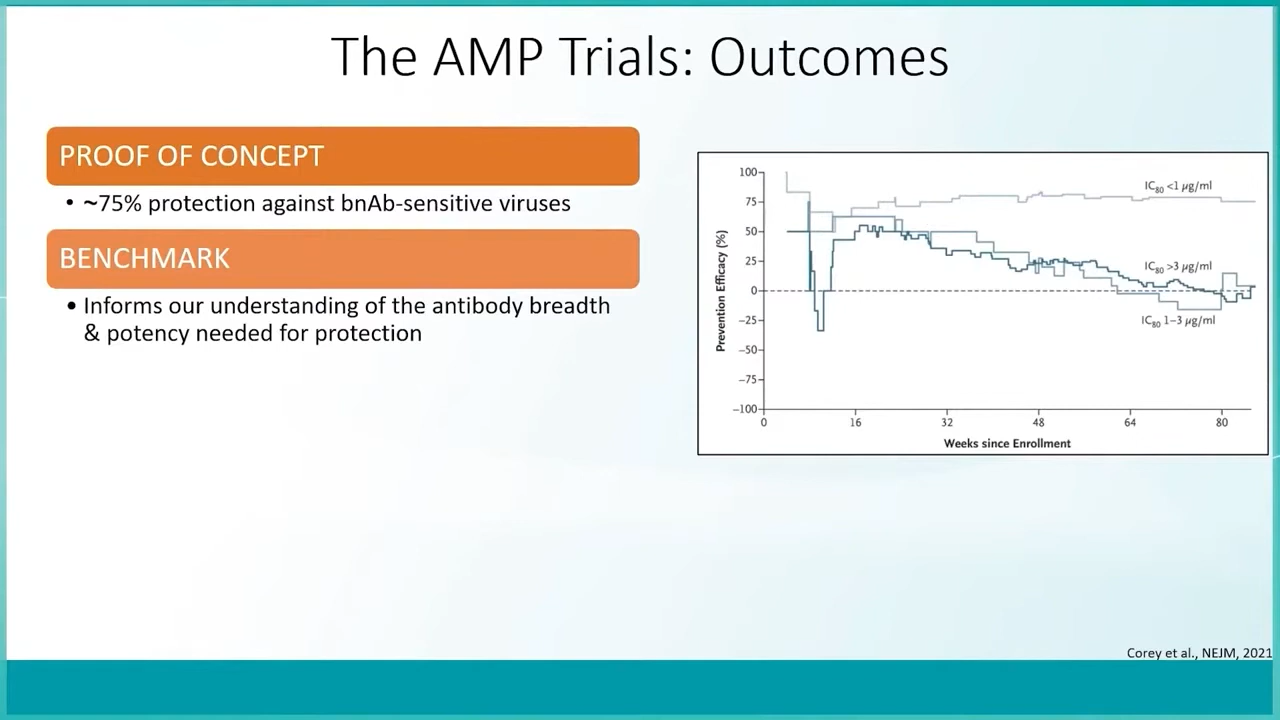 The AMP Trials: Outcomes
PROOF OF CONCEPT
• ~75% protection against bnAb-sensitive viruses
BENCHMARK
• Informs our understanding of the antibody breadth
& potency needed for protection
100
75
50
25
0
−25
−50
−75
−100
Prevention Efficacy (%)
IC80 <1 µg/ml
IC80 >3 µg/ml
IC80 1–3 µg/ml
0 16 32 48 64 80
Weeks since Enrollment
Corey et al., NEJM, 2021